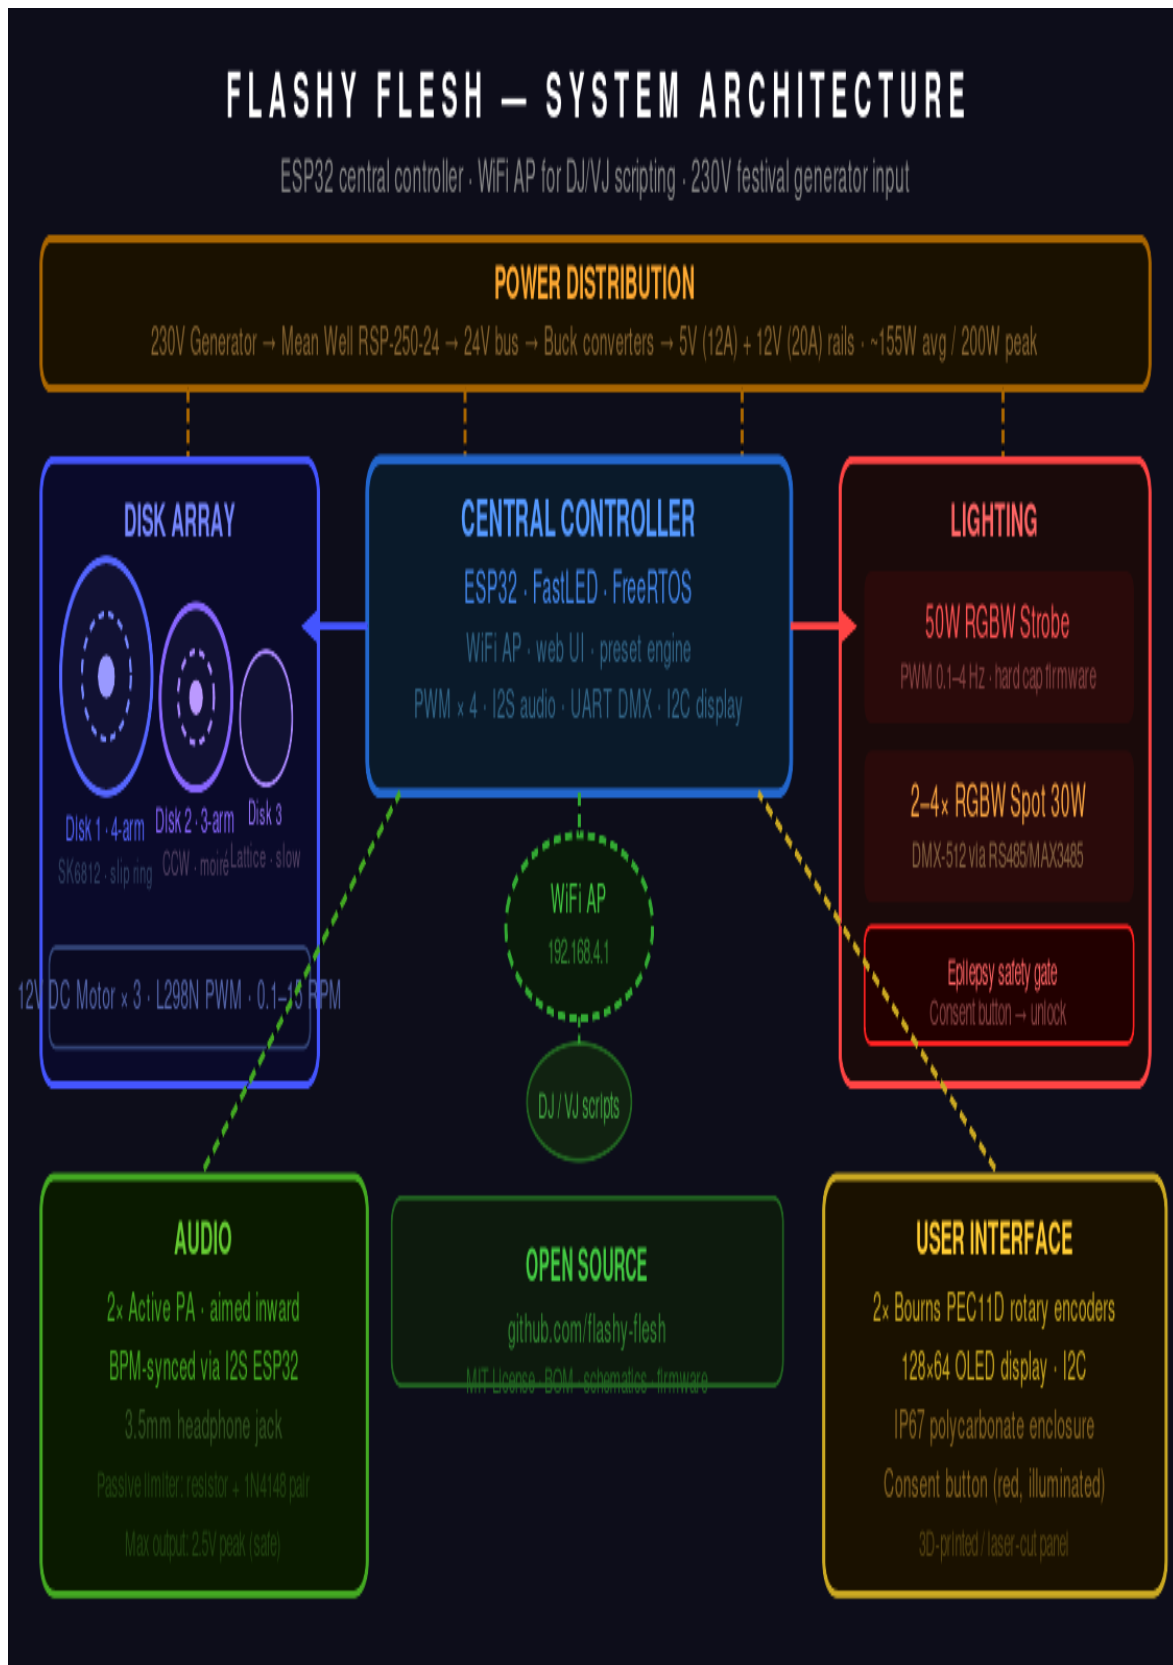 FLASHY FLESH — SYSTEM ARCHITECTURE
ESP32 central controller · WiFi AP for DJ/VJ scripting · 230V festival generator input
POWER DISTRIBUTION
230V Generator → Mean Well RSP-250-24 → 24V bus → Buck converters → 5V (12A) + 12V (20A) rails · ~155W avg / 200W peak
DISK ARRAY
Disk 1 · 4-arm
SK6812 · slip ring
Disk 2 · 3-arm
CCW · moiré
Disk 3
Lattice · slow
12V DC Motor × 3 · L298N PWM · 0.1–15 RPM
CENTRAL CONTROLLER
ESP32 · FastLED · FreeRTOS
WiFi AP · web UI · preset engine
PWM × 4 · I2S audio · UART DMX · I2C display
LIGHTING
50W RGBW Strobe
PWM 0.1–4 Hz · hard cap firmware
2–4× RGBW Spot 30W
DMX-512 via RS485/MAX3485
Epilepsy safety gate
Consent button → unlock
WiFi AP
192.168.4.1
DJ / VJ scripts
AUDIO
2× Active PA · aimed inward
BPM-synced via I2S ESP32
3.5mm headphone jack
Passive limiter: resistor + 1N4148 pair
Max output: 2.5V peak (safe)
OPEN SOURCE
github.com/flashy-flesh
MIT License · BOM · schematics · firmware
USER INTERFACE
2× Bourns PEC11D rotary encoders
128×64 OLED display · I2C
IP67 polycarbonate enclosure
Consent button (red, illuminated)
3D-printed / laser-cut panel